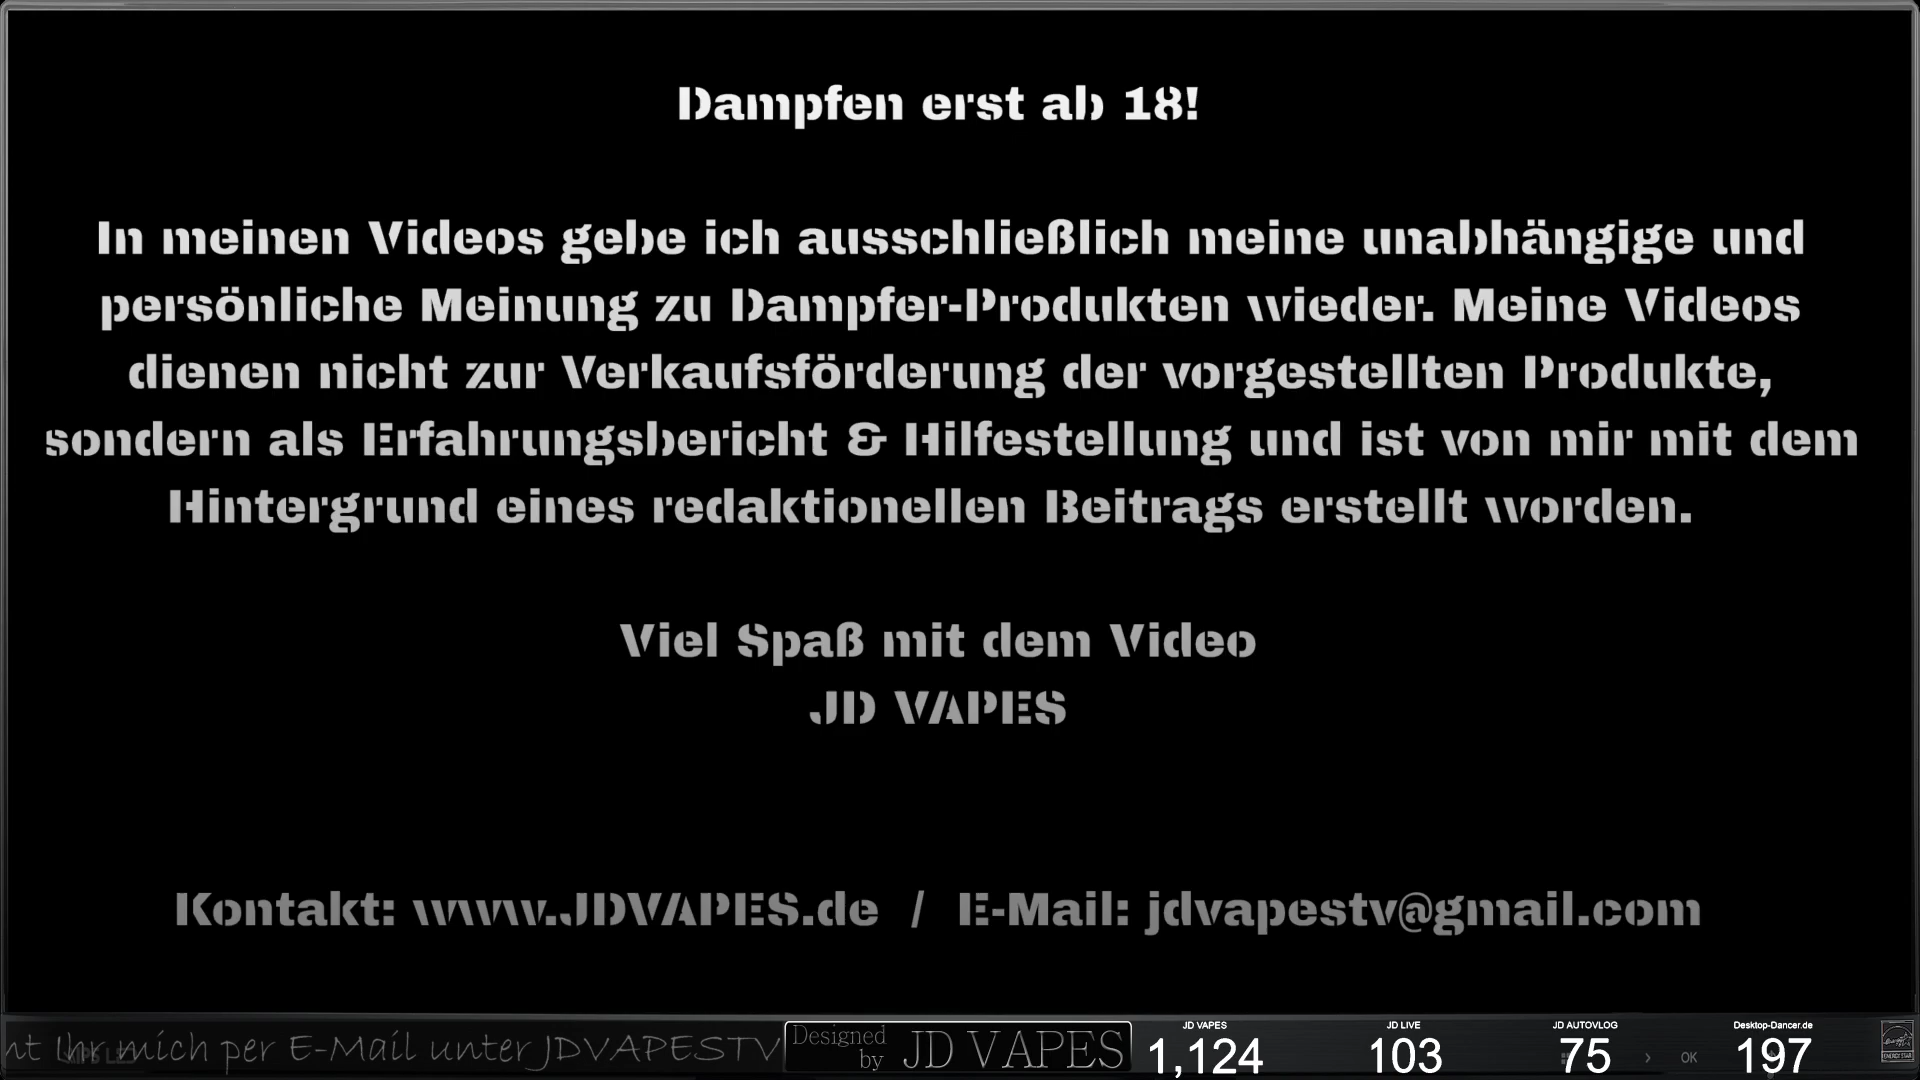 Dampfen erst ab 18!
In meinen Videos gebe ich ausschließlich meine unabhängige und
persönliche Meinung zu Dampfer-Produkten wieder. Meine Videos
dienen nicht zur Verkaufsförderung der vorgestellten Produkte,
sondern als Erfahrungsbericht & Hilfestellung und ist von mir mit dem
Hintergrund eines redaktionellen Beitrags erstellt worden.
Viel Spaß mit dem Video
JD VAPES
Kontakt: www.JDVAPES.de / E-Mail: jdvapestv@gmail.com
nt Ihr mich per E-Mail unter JDVAPESTV
Designed
by JD VAPES
JD VAPES
1,124
JD LIVE
103
JD AUTOVLOG
75
OK
Desktop-Dancer.de
197
ENERGY STAR